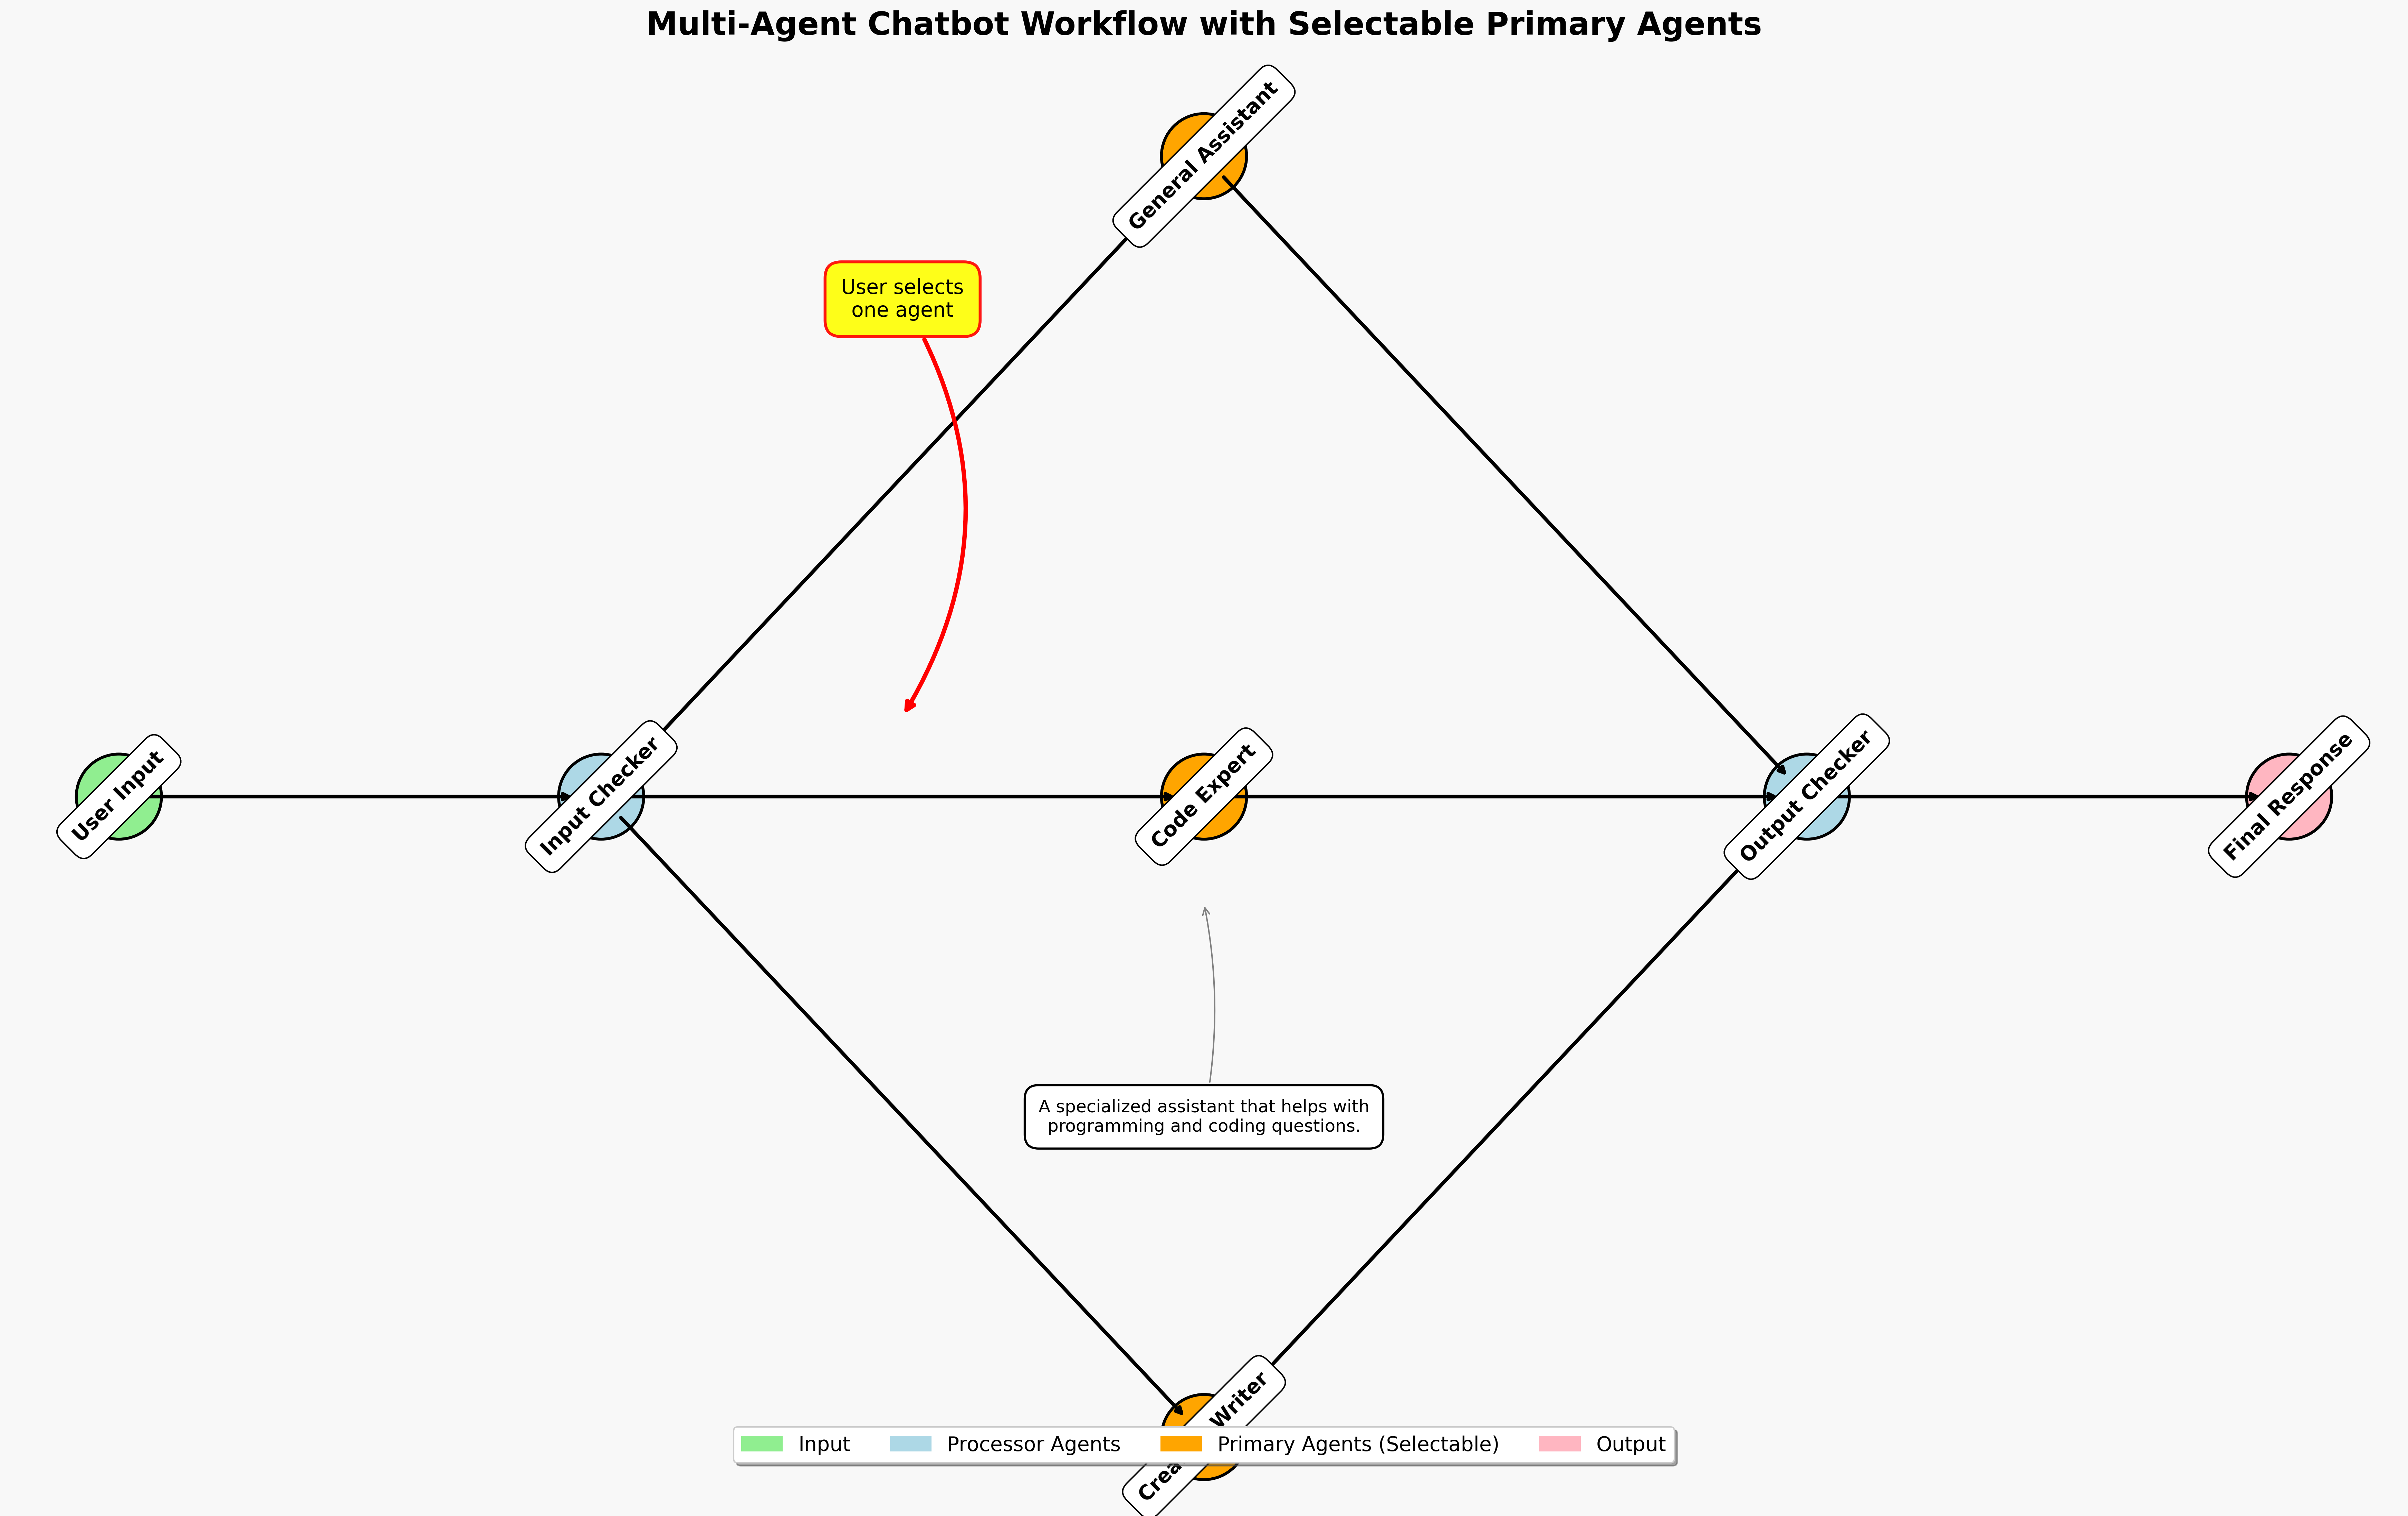 Multi-Agent Chatbot Workflow with Selectable Primary Agents
General Assistant
User selects
one agent
User Input
Input Checker
Code Expert
Output Checker
Final Response
A specialized assistant that helps with
programming and coding questions.
Writer
Input
Processor Agents
Primary Agents (Selectable)
Output